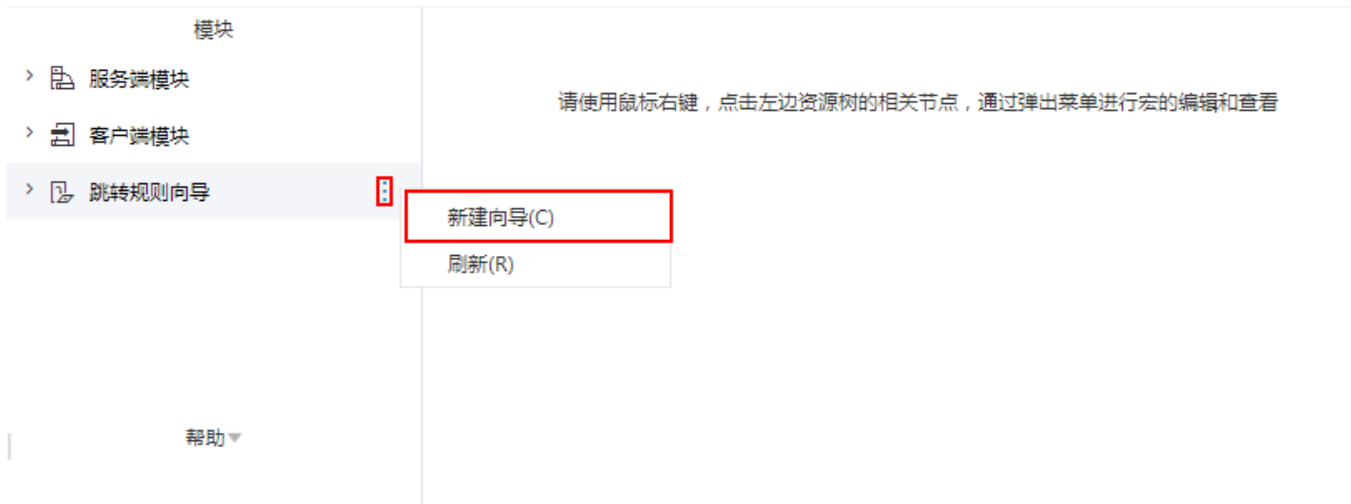 模块
服务端模块
请使用鼠标右键，点击左边资源树的相关节点，通过弹出菜单进行宏的编辑和查看
客户端模块
跳转规则向导
新建向导(C)
刷新(R)
帮助